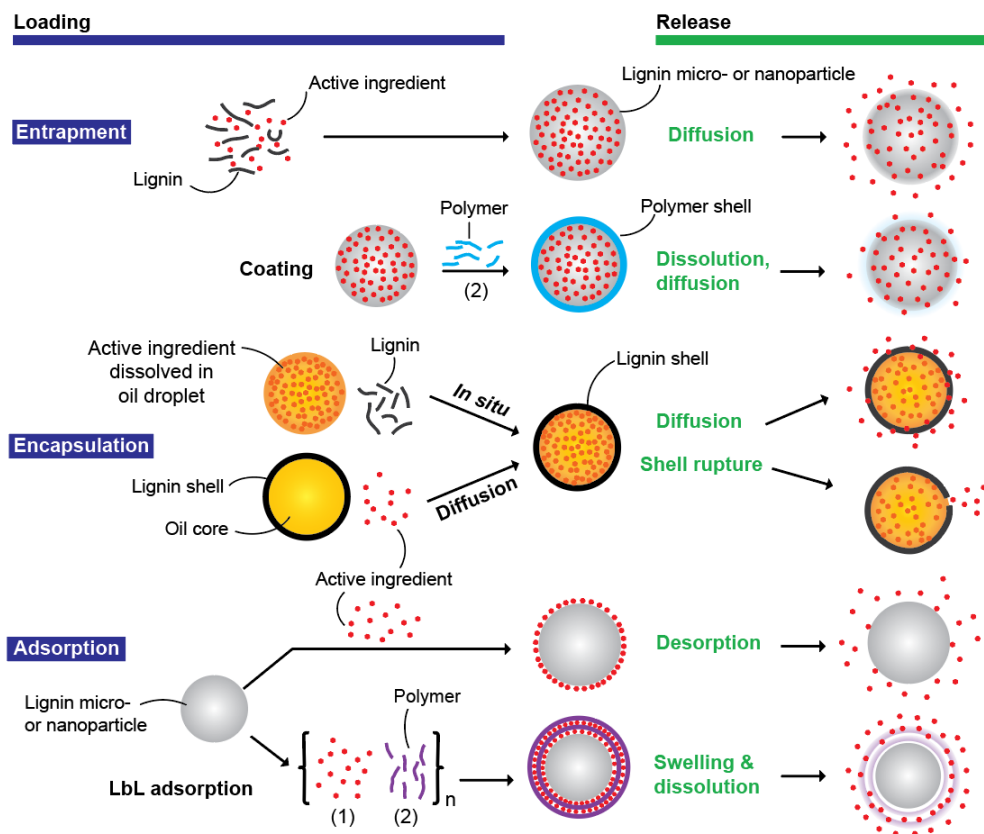 Loading
Release
Active ingredient
Lignin micro- or nanoparticle
Entrapment
Diffusion
Lignin
Polymer
Polymer shell
Coating
(2)
Dissolution,
diffusion
Active ingredient
dissolved in
oil droplet
Lignin
Lignin shell
In situ
Diffusion
Encapsulation
Shell rupture
Lignin shell
Diffusion
Oil core
Active ingredient
Adsorption
Desorption
Lignin micro-
or nanoparticle
Polymer
LbL adsorption
{ } n
(1)
(2)
Swelling &
dissolution